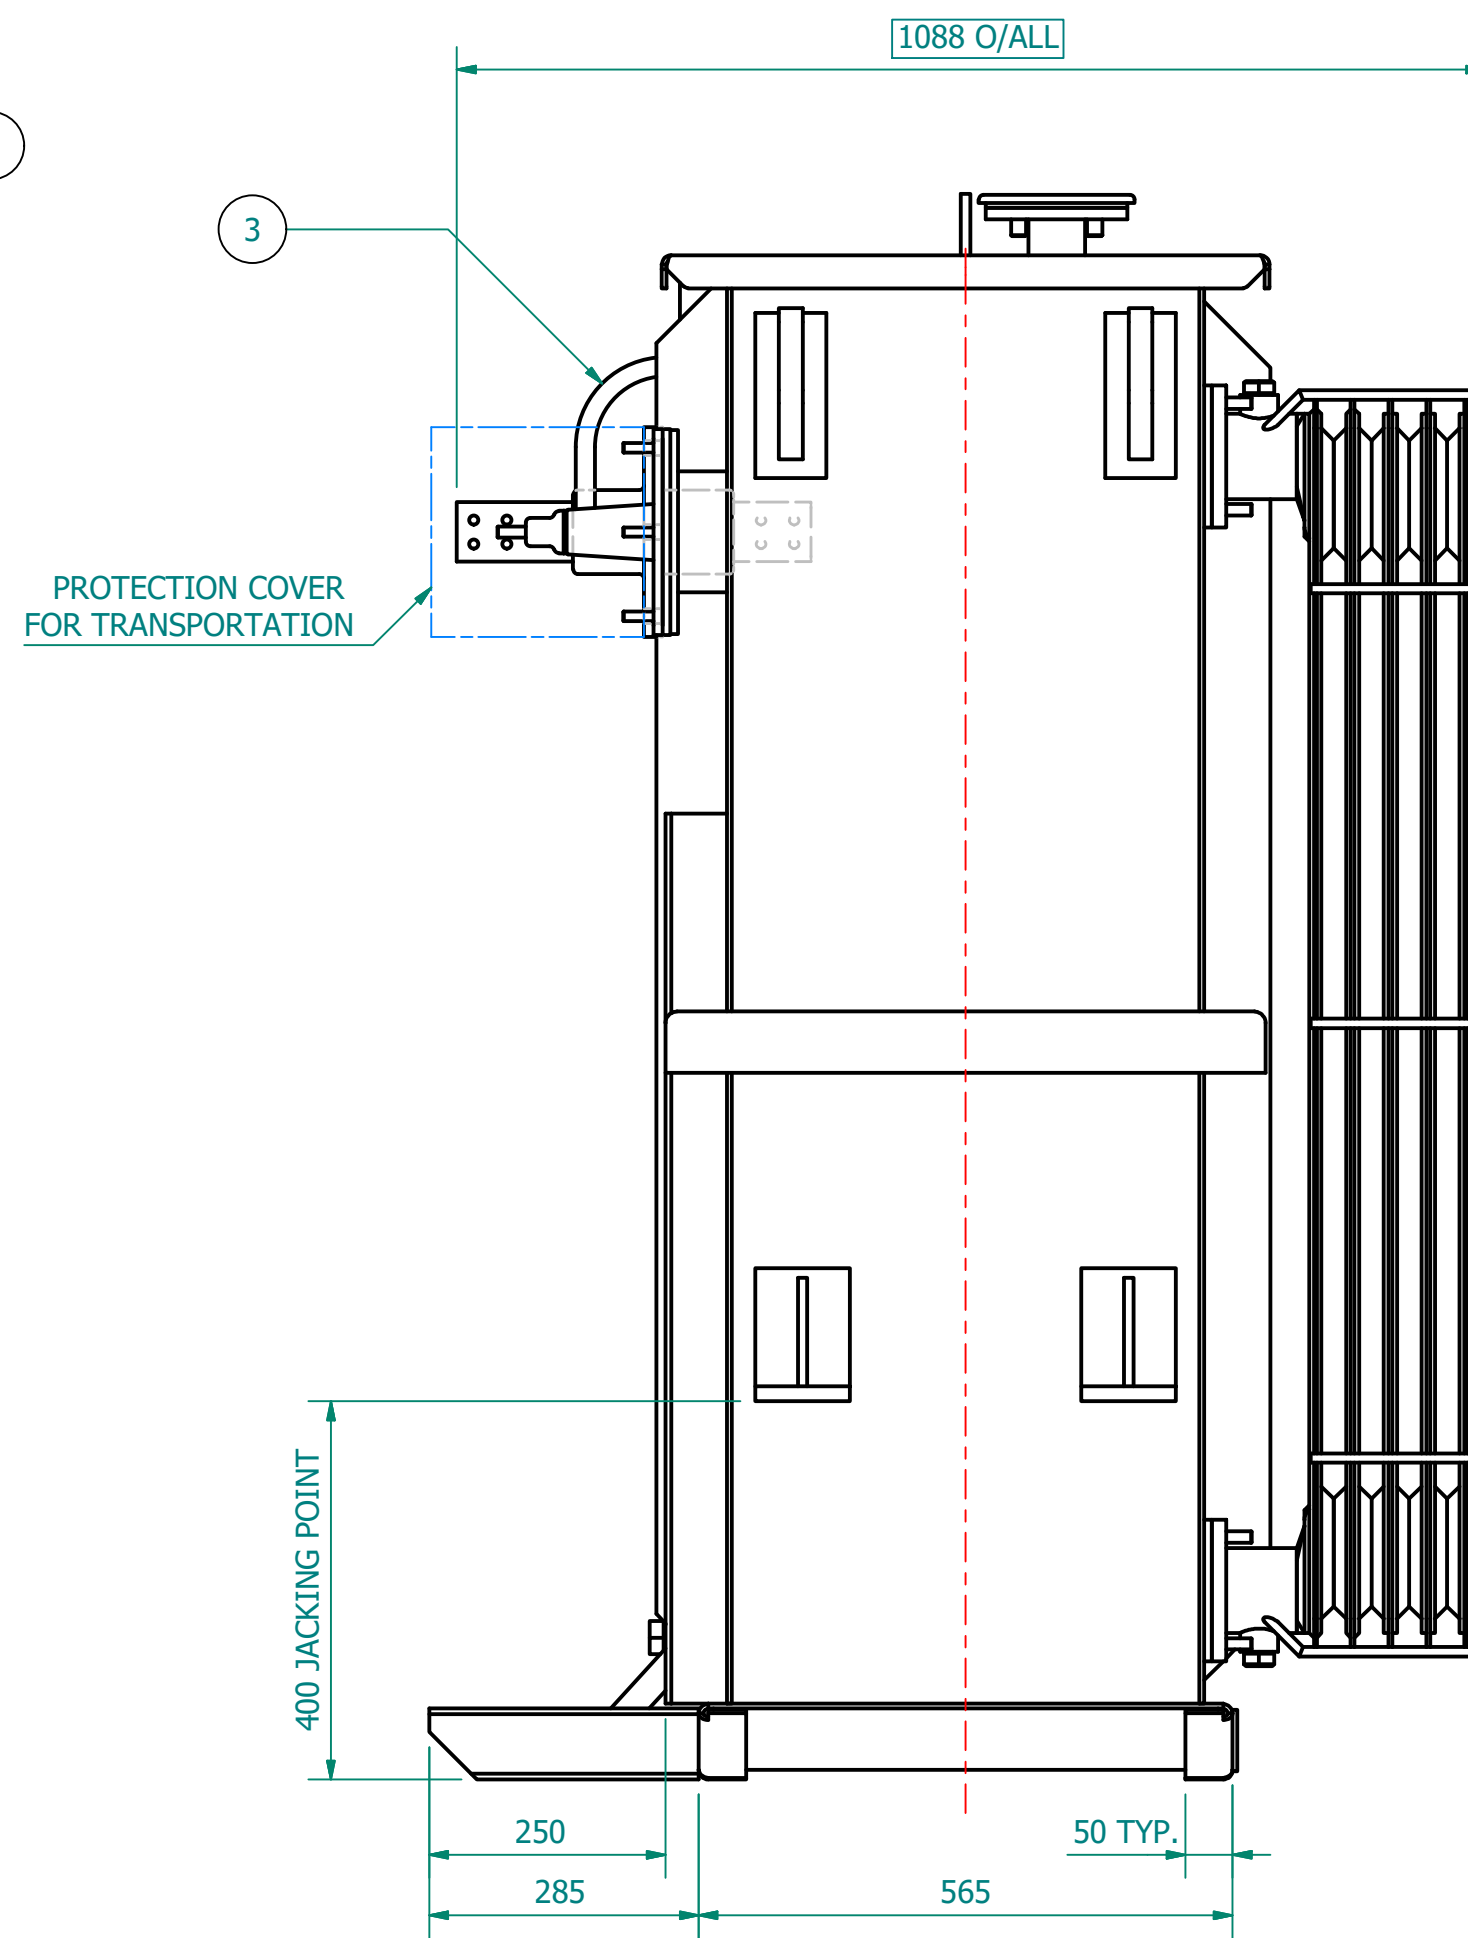 1088 O/ALL
3
PROTECTION COVER
FOR TRANSPORTATION
400 JACKING POINT
250
50 TYP.
285
565